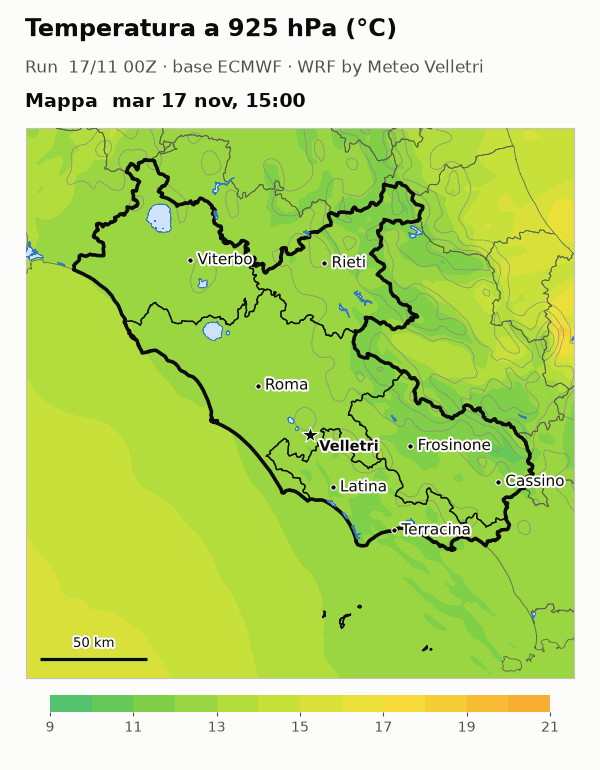 Temperatura a 925 hPa (°C)
Run  17/11 00Z · base ECMWF · WRF by Meteo Velletri
Mappa  mar 17 nov, 15:00
Viterbo
Rieti
Roma
Velletri
Frosinone
Cassino
Latina
Terracina
50 km
9 11 13 15 17 19 21